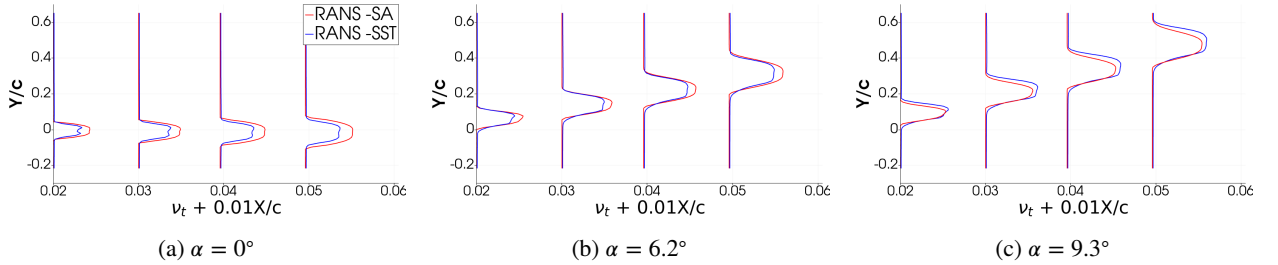 RANS -SA
RANS -SST
0.6
0.4
0.2
0
-0.2
Y/c
0.02 0.03 0.04 0.05 0.06
νt + 0.01X/c
(a) α = 0°
0.6
0.4
0.2
0
-0.2
Y/c
0.02 0.03 0.04 0.05 0.06
νt + 0.01X/c
(b) α = 6.2°
0.6
0.4
0.2
0
-0.2
Y/c
0.02 0.03 0.04 0.05 0.06
νt + 0.01X/c
(c) α = 9.3°